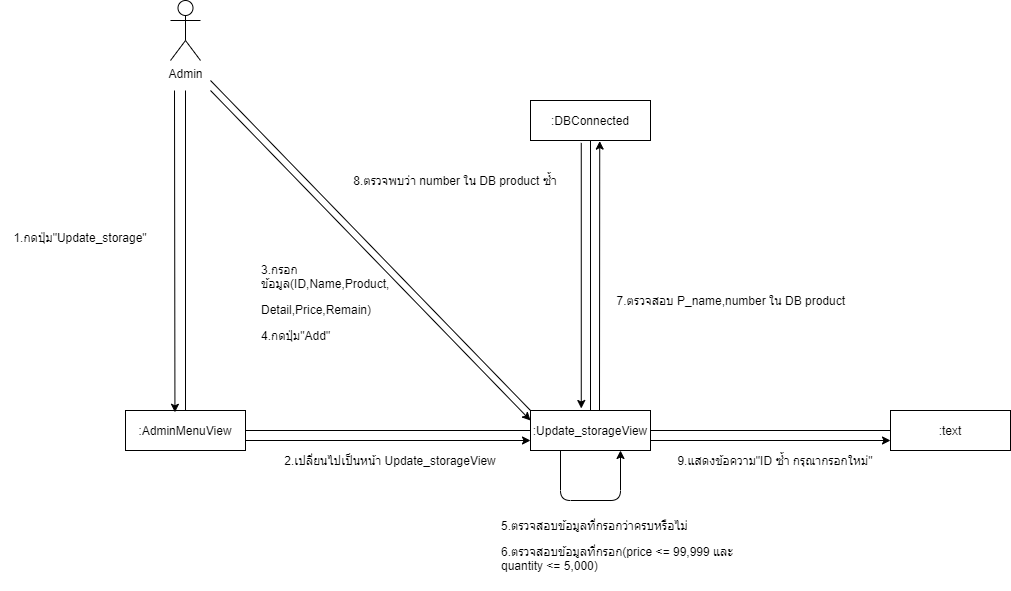 Admin
:DBConnected
8.ตรวจพบว่า number ใน DB product ซ้ำ
1.กดปุ่ม"Update_storage"
3.กรอก
ข้อมูล(ID,Name,Product,
Detail,Price,Remain)
4.กดปุ่ม"Add"
7.ตรวจสอบ P_name,number ใน DB product
:AdminMenuView
:Update_storageView
:text
2.เปลี่ยนไปเป็นหน้า Update_storageView
9.แสดงข้อความ"ID ซ้ำ กรุณากรอกใหม่"
5.ตรวจสอบข้อมูลที่กรอกว่าครบหรือไม่
6.ตรวจสอบข้อมูลที่กรอก(price <= 99,999 และ
quantity <= 5,000)